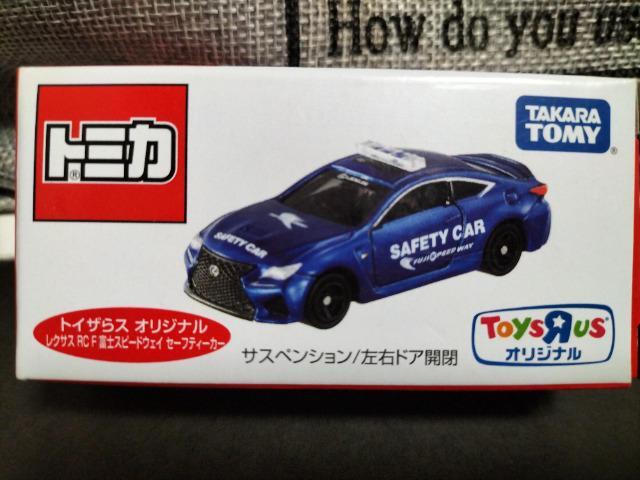 How do you us
トミカ
®
TAKARA
TOMY
®
SAFETY CAR
SAFETY CAR
FUJI SPEEDWAY
トイザらス オリジナル
レクサス RC F 富士スピードウェイ セーフティーカー
サスペンション/左右ドア開閉
TOYSЯUS
オリジナル